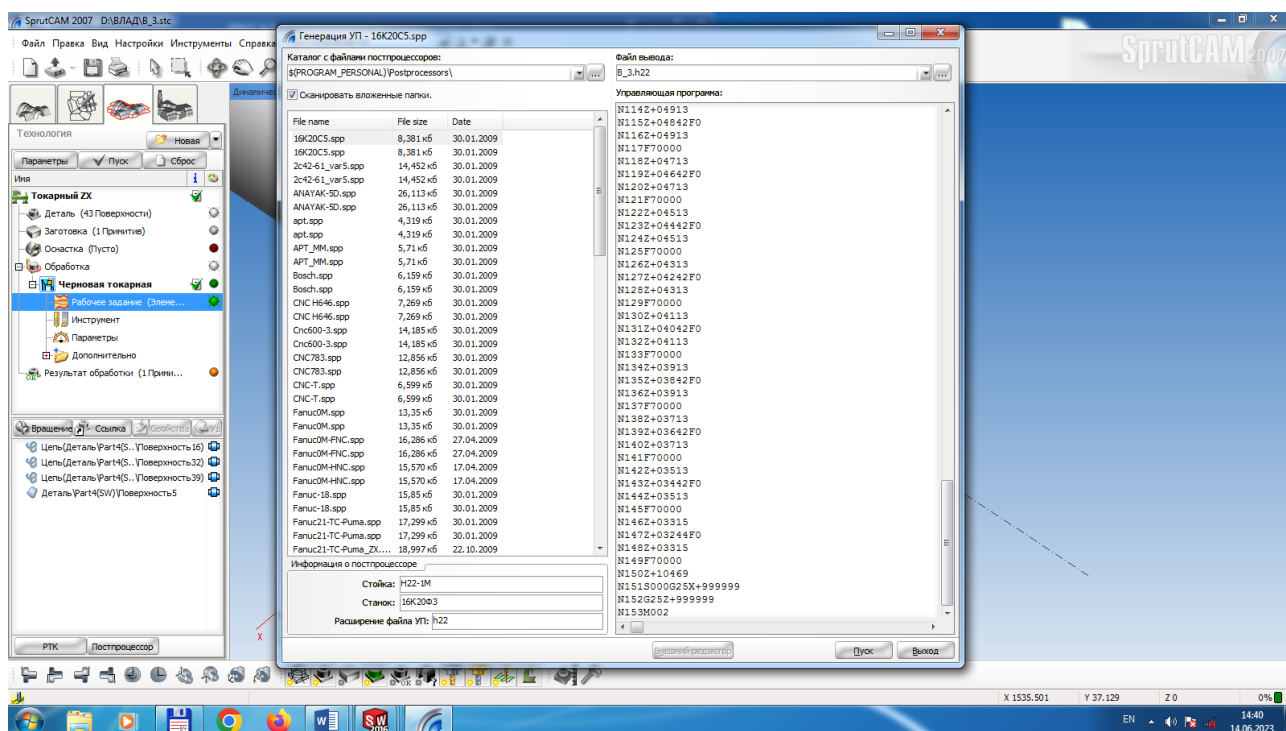 SprutCAM 2007 D:\ВЛАД\В_3.stc
Файл Правка Вид Настройки Инструменты Справка
SprutCAM 2007
Динамичес
Технология
Новая
Параметры Пуск Сброс
Имя
Токарный ZX
Деталь (43 Поверхности)
Заготовка (1 Примитив)
Оснастка (Пусто)
Обработка
Черновая токарная
Рабочее задание (Элеме...
Инструмент
Параметры
Дополнительно
Результат обработки (1 Прими...
Вращение Ссылка Свойства
Цепь(Деталь\Part4(S..\Поверхность16)
Цепь(Деталь\Part4(S..\Поверхность32)
Цепь(Деталь\Part4(S..\Поверхность39)
Деталь\Part4(SW)\Поверхность5
РТК Постпроцессор
Генерация УП - 16K20C5.spp
Каталог с файлами постпроцессоров:
$(PROGRAM_PERSONAL)\Postprocessors\
Сканировать вложенные папки.
File name File size Date
16K20C5.spp 8,381 кб 30.01.2009
16K20C5.spp 8,381 кб 30.01.2009
2c42-61_var5.spp 14,452 кб 30.01.2009
2c42-61_var5.spp 14,452 кб 30.01.2009
ANAYAK-5D.spp 26,113 кб 30.01.2009
ANAYAK-5D.spp 26,113 кб 30.01.2009
apt.spp 4,319 кб 30.01.2009
apt.spp 4,319 кб 30.01.2009
APT_MM.spp 5,71 кб 30.01.2009
APT_MM.spp 5,71 кб 30.01.2009
Bosch.spp 6,159 кб 30.01.2009
Bosch.spp 6,159 кб 30.01.2009
CNC H646.spp 7,269 кб 30.01.2009
CNC H646.spp 7,269 кб 30.01.2009
Cnc600-3.spp 14,185 кб 30.01.2009
Cnc600-3.spp 14,185 кб 30.01.2009
CNC783.spp 12,856 кб 30.01.2009
CNC783.spp 12,856 кб 30.01.2009
CNC-T.spp 6,599 кб 30.01.2009
CNC-T.spp 6,599 кб 30.01.2009
Fanuc0M.spp 13,35 кб 30.01.2009
Fanuc0M.spp 13,35 кб 30.01.2009
Fanuc0M-FNC.spp 16,286 кб 27.04.2009
Fanuc0M-FNC.spp 16,286 кб 27.04.2009
Fanuc0M-HNC.spp 15,570 кб 17.04.2009
Fanuc0M-HNC.spp 15,570 кб 17.04.2009
Fanuc-18.spp 15,85 кб 30.01.2009
Fanuc-18.spp 15,85 кб 30.01.2009
Fanuc21-TC-Puma.spp 17,299 кб 30.01.2009
Fanuc21-TC-Puma.spp 17,299 кб 30.01.2009
Fanuc21-TC-Puma_ZX.... 18,997 кб 22.10.2009
Информация о постпроцессоре
Стойка: Н22-1М
Станок: 16К20Ф3
Расширение файла УП: h22
Файл вывода:
B_3.h22
Управляющая программа:
N114Z+04913
N115Z+04842F0
N116Z+04913
N117F70000
N118Z+04713
N119Z+04642F0
N120Z+04713
N121F70000
N122Z+04513
N123Z+04442F0
N124Z+04513
N125F70000
N126Z+04313
N127Z+04242F0
N128Z+04313
N129F70000
N130Z+04113
N131Z+04042F0
N132Z+04113
N133F70000
N134Z+03913
N135Z+03842F0
N136Z+03913
N137F70000
N138Z+03713
N139Z+03642F0
N140Z+03713
N141F70000
N142Z+03513
N143Z+03442F0
N144Z+03513
N145F70000
N146Z+03315
N147Z+03244F0
N148Z+03315
N149F70000
N150Z+10469
N151S000G25X+999999
N152G25Z+999999
N153M002
Внешний редактор Пуск Выход
X
X 1535.501 Y 37.129 Z 0 0%
EN 14:40
14.06.2023